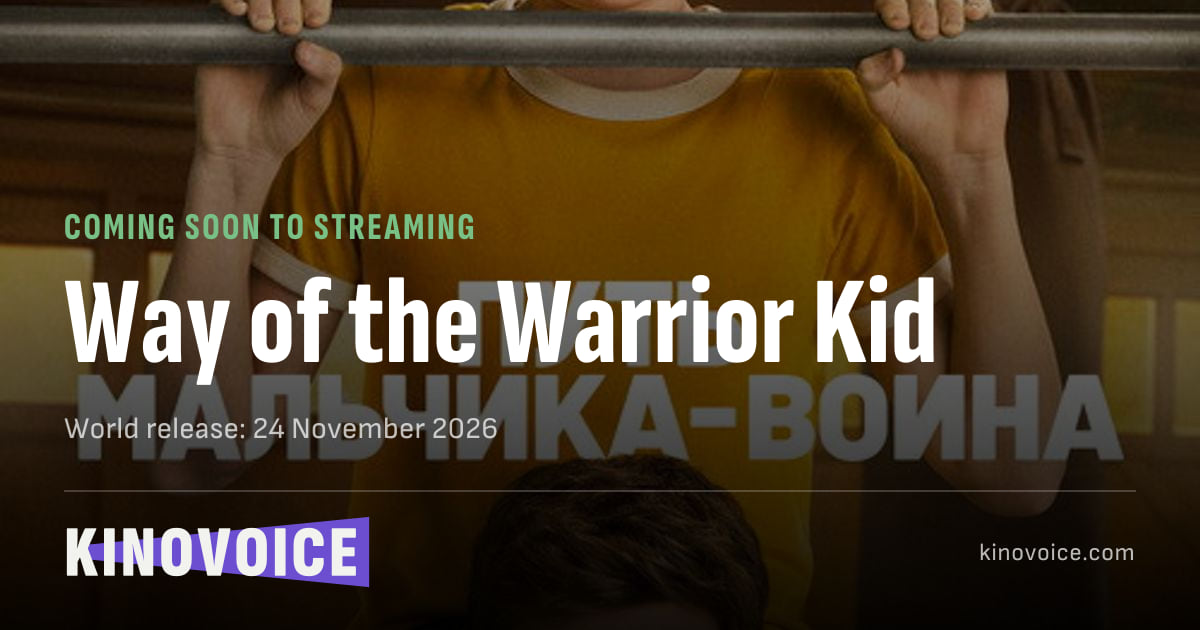 COMING SOON TO STREAMING
Way of the Warrior Kid
ПУТЬ
МАЛЬЧИКА-ВОИНА
World release: 24 November 2026
KINOVOICE
kinovoice.com